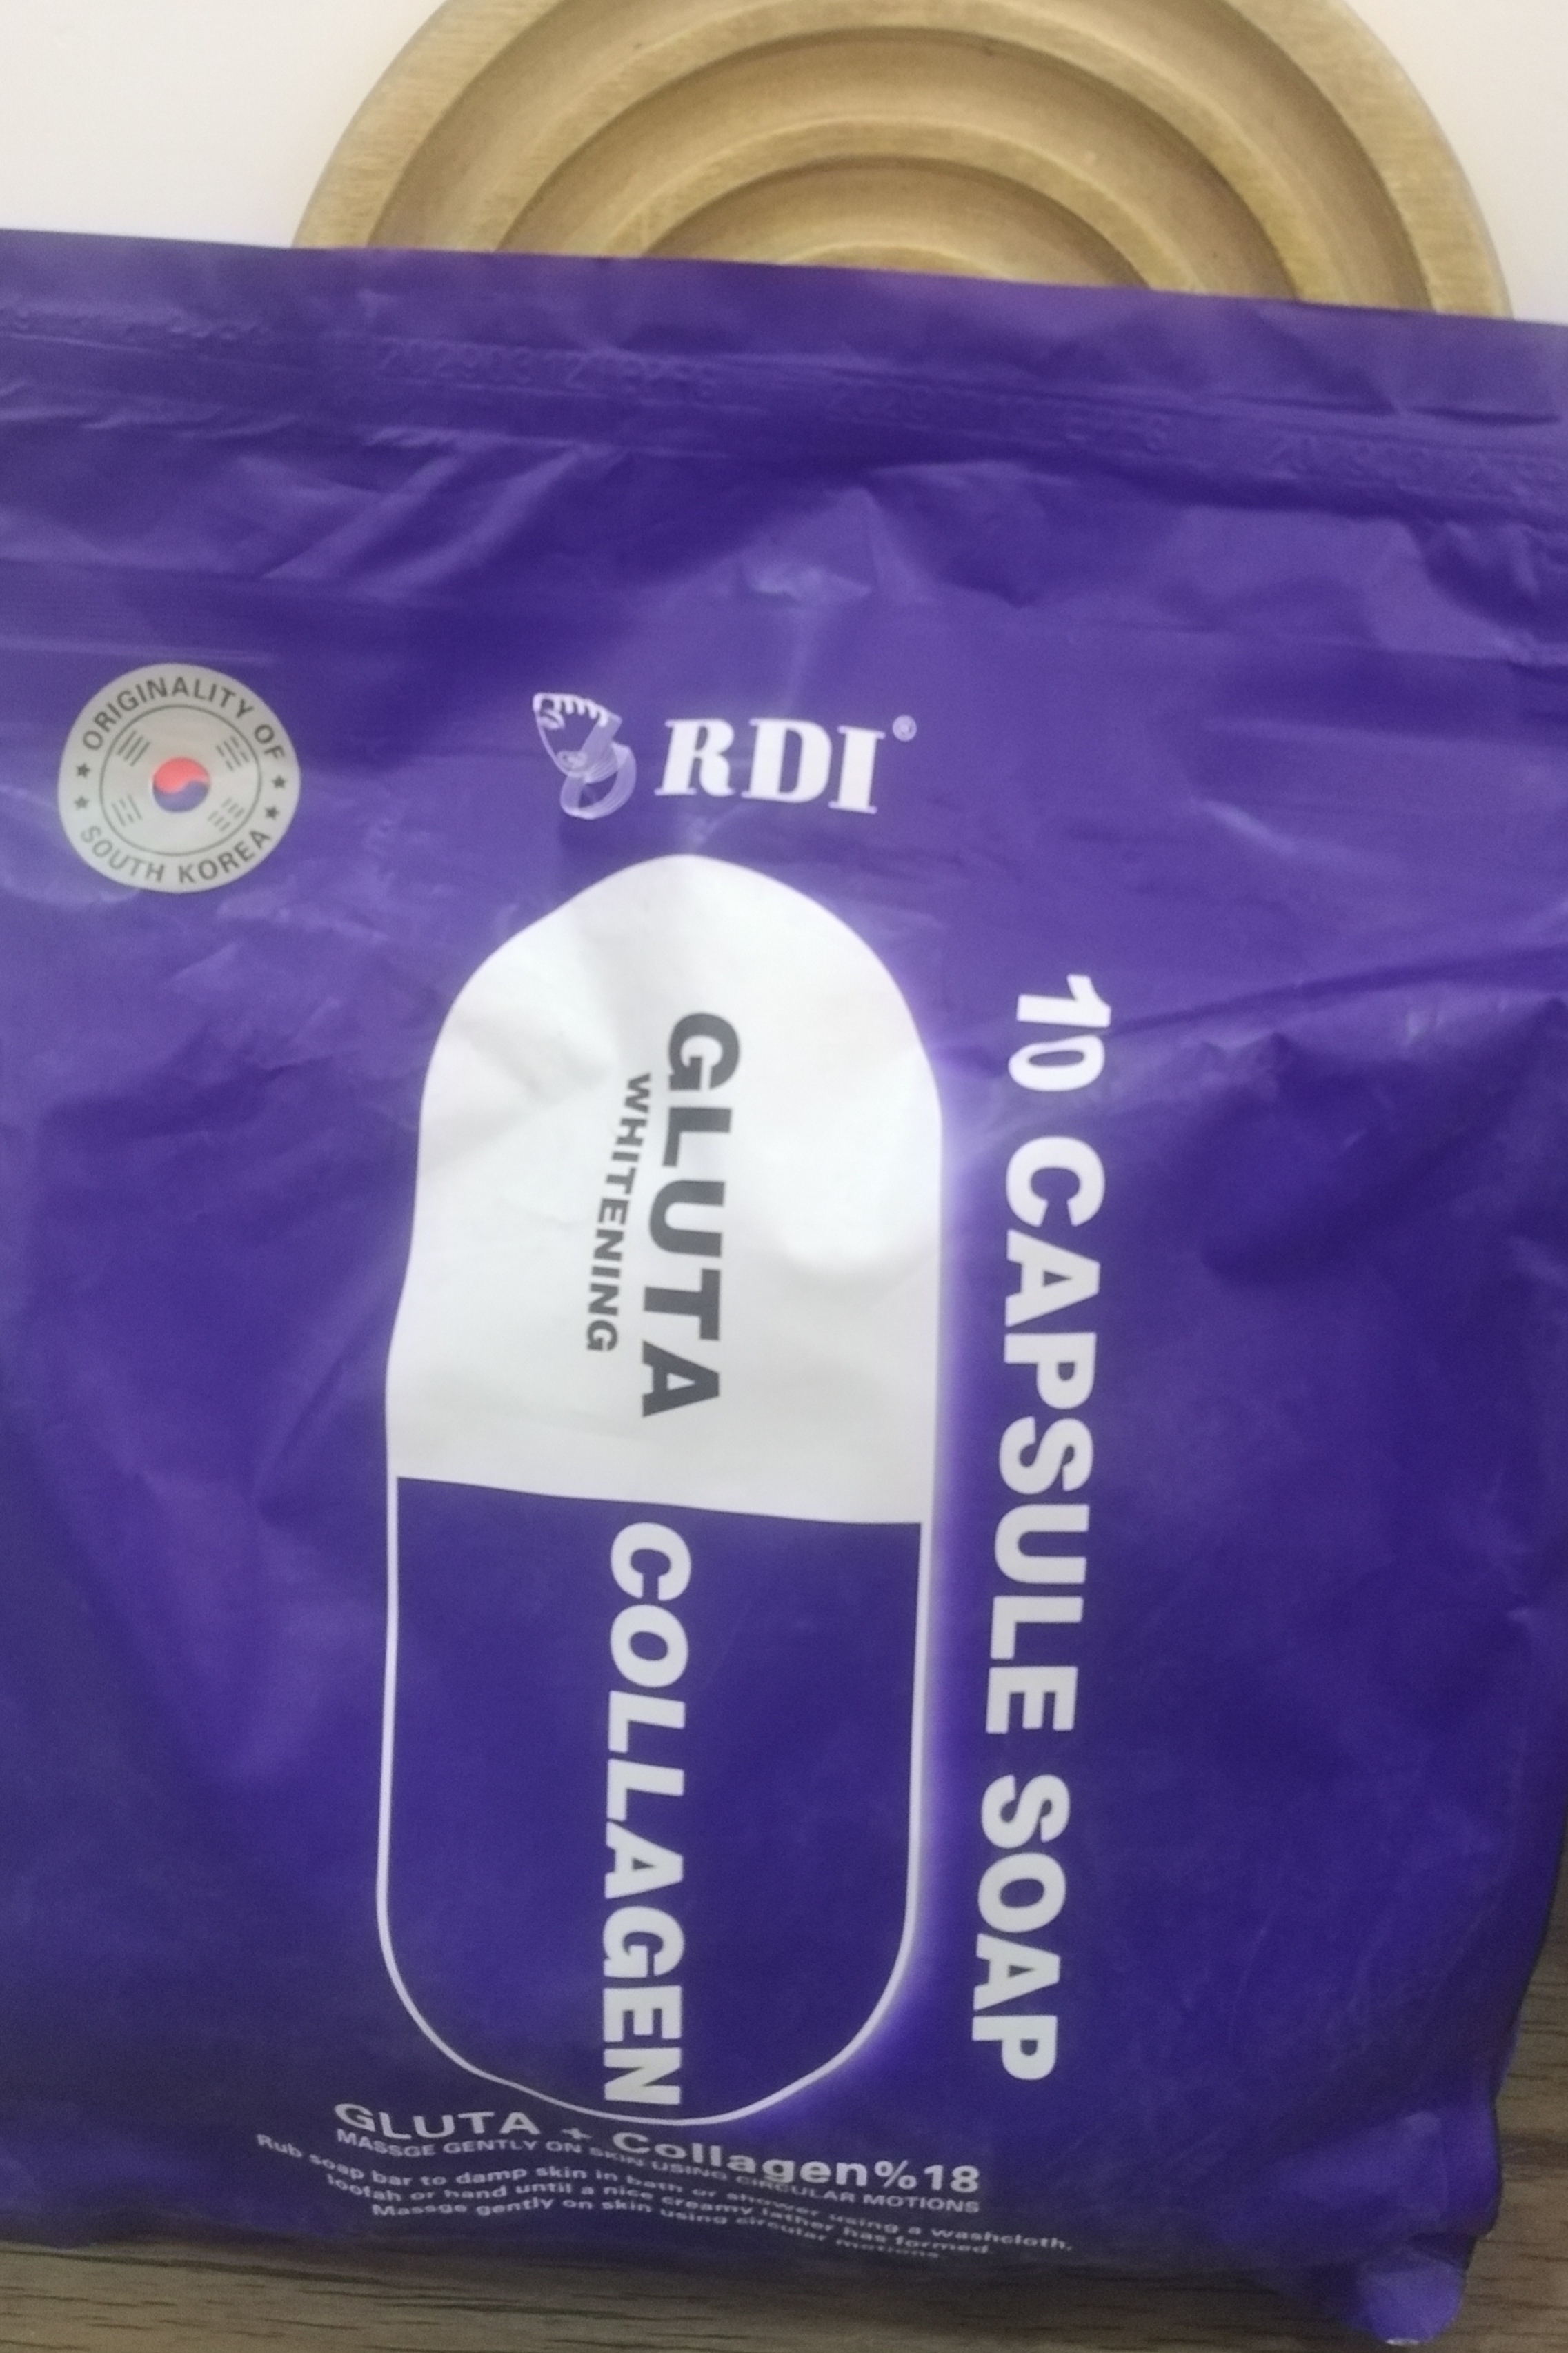 ORIGINALITY OF
SOUTH KOREA
RDI®
10 CAPSULE SOAP
GLUTA
WHITENING
COLLAGEN
GLUTA + Collagen%18
MASSGE GENTLY ON SKIN USING CIRCULAR MOTIONS
Rub soap bar to damp skin in bath or shower using a washcloth,
loofah or hand until a nice creamy lather has formed
Massge gently on skin using circular motions